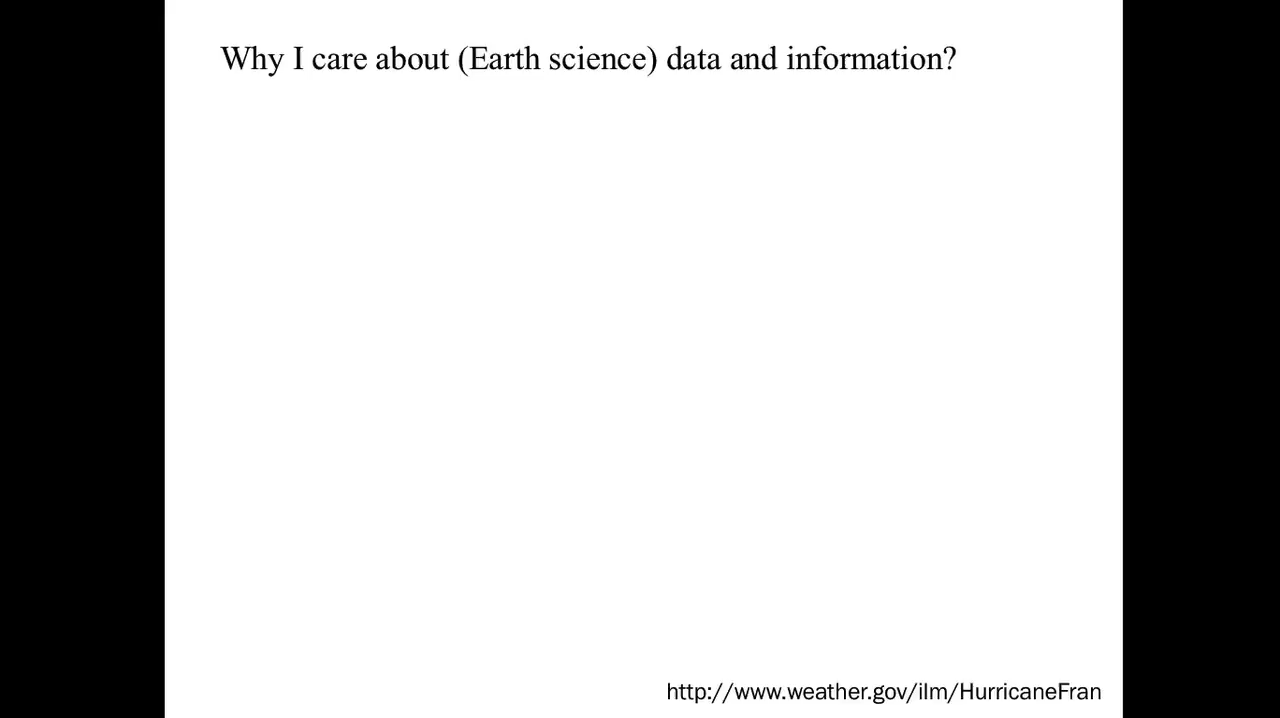 Why I care about (Earth science) data and information?
http://www.weather.gov/ilm/HurricaneFran